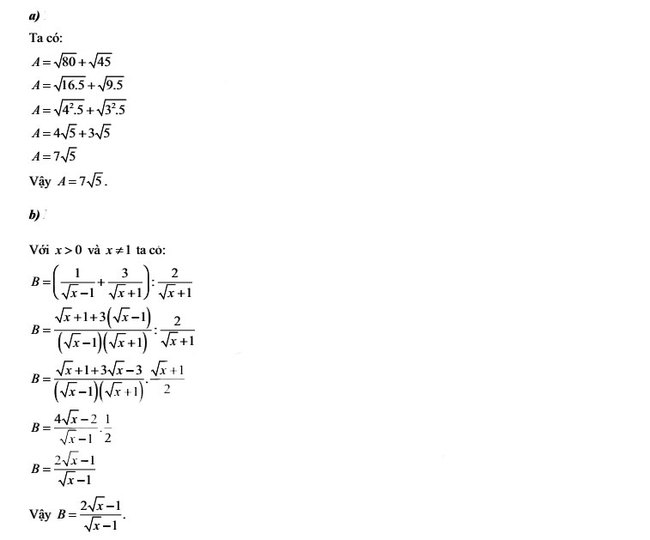 a)
Ta có:
A = √80 + √45
A = √16.5 + √9.5
A = √4².5 + √3².5
A = 4√5 + 3√5
A = 7√5
Vậy A = 7√5.
b)
Với x > 0 và x ≠ 1 ta có:
B = (1/(√x − 1) + 3/(√x + 1)) : 2/(√x + 1)
B = (√x + 1 + 3(√x − 1))/((√x − 1)(√x + 1)) : 2/(√x + 1)
B = (√x + 1 + 3√x − 3)/((√x − 1)(√x + 1)) . (√x + 1)/2
B = (4√x − 2)/(√x − 1) . 1/2
B = (2√x − 1)/(√x − 1)
Vậy B = (2√x − 1)/(√x − 1).